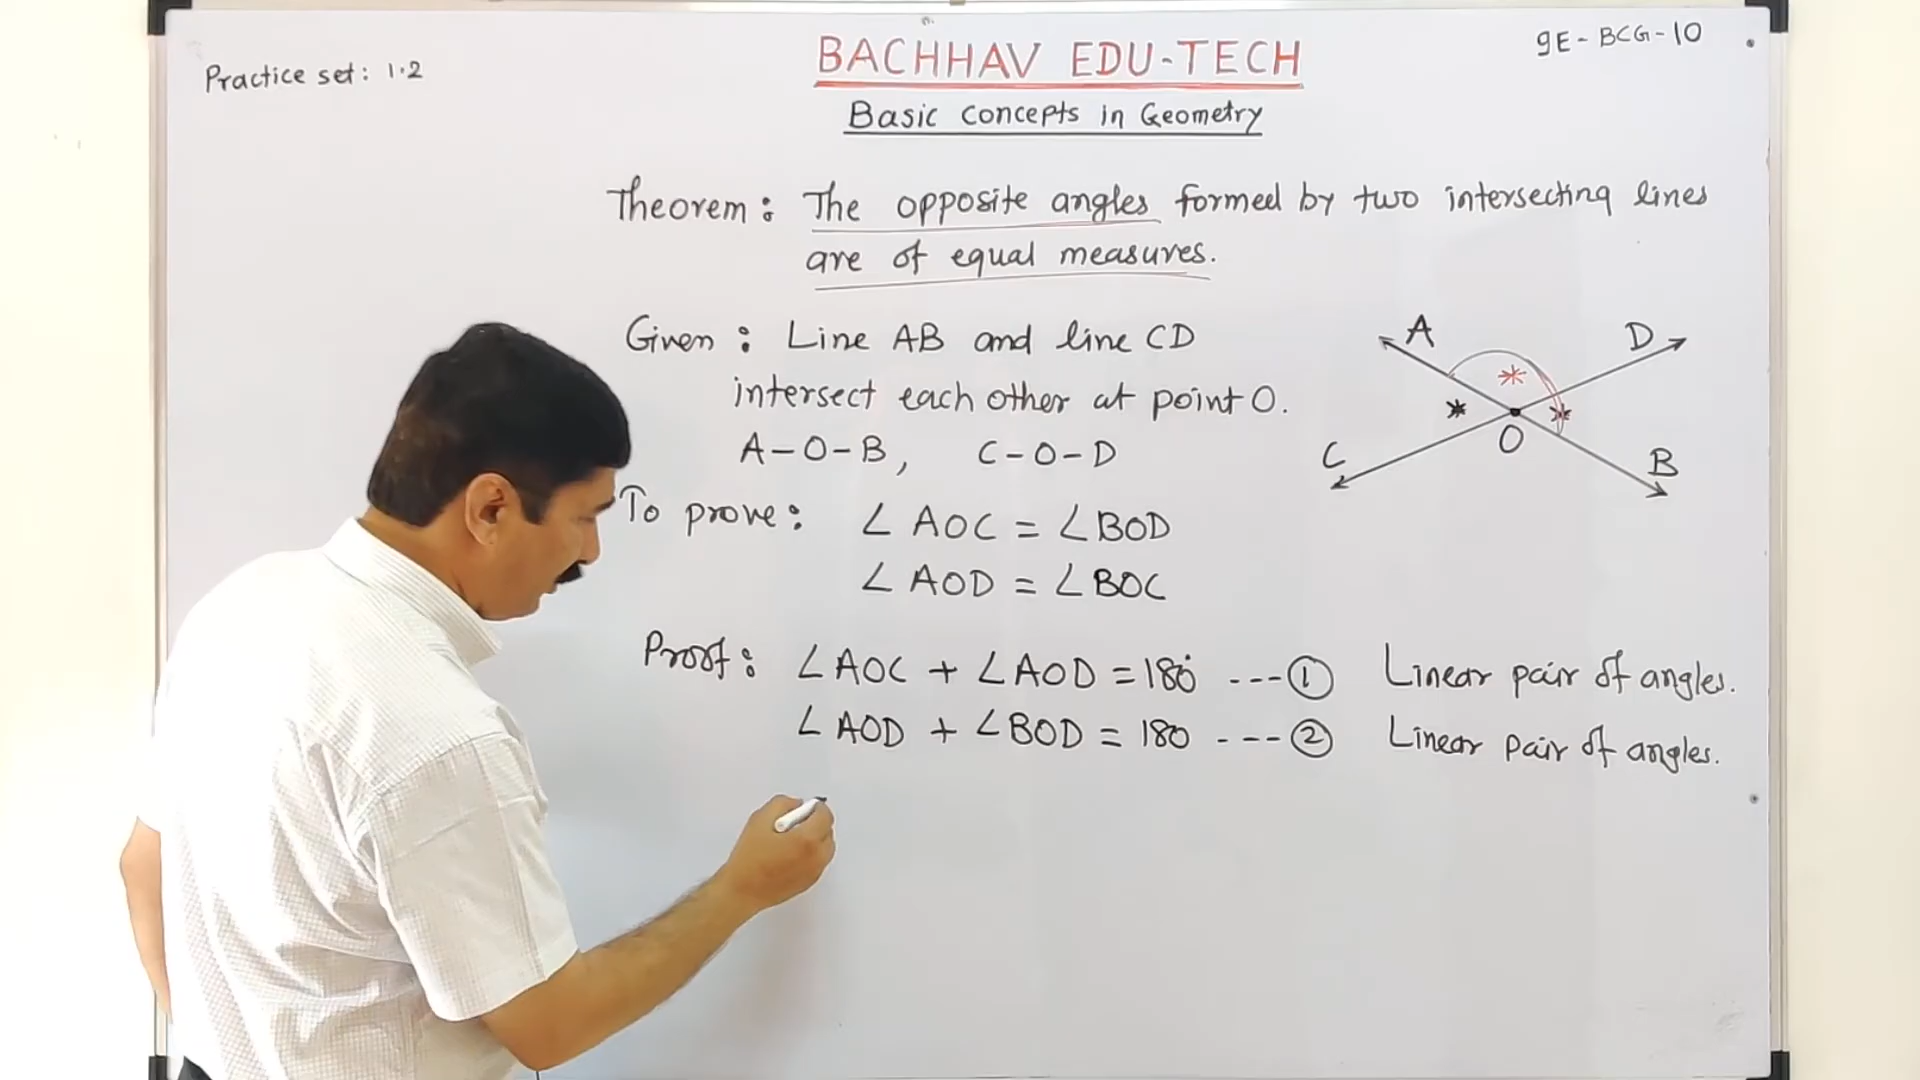 Practice set: 1.2
BACHHAV EDU-TECH
9E-BCG-10
Basic Concepts in Geometry
Theorem: The opposite angles formed by two intersecting lines
are of equal measures.
Given: Line AB and line CD
intersect each other at point O.
A-O-B, C-O-D
A
D
O
C
B
To prove: ∠AOC = ∠BOD
∠AOD = ∠BOC
Proof: ∠AOC + ∠AOD = 180° ---① Linear pair of angles.
∠AOD + ∠BOD = 180 ---② Linear pair of angles.